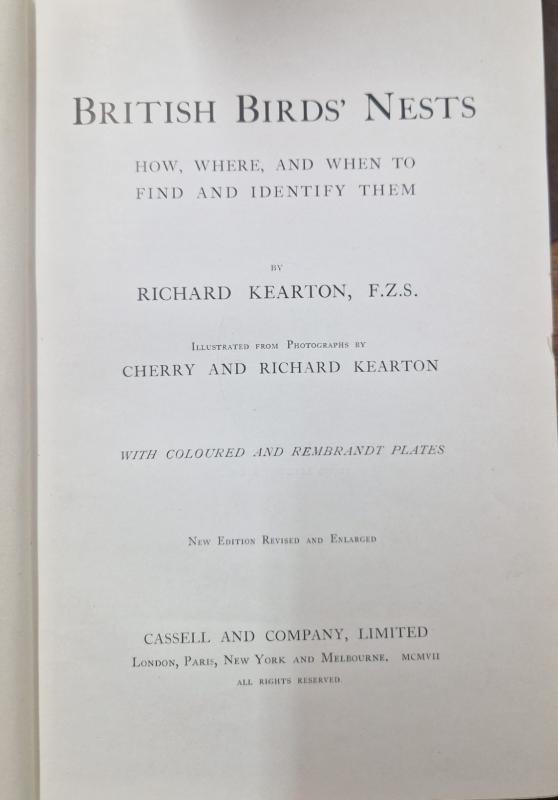 BRITISH BIRDS' NESTS
HOW, WHERE, AND WHEN TO
FIND AND IDENTIFY THEM
BY
RICHARD KEARTON, F.Z.S.
ILLUSTRATED FROM PHOTOGRAPHS BY
CHERRY AND RICHARD KEARTON
WITH COLOURED AND REMBRANDT PLATES
NEW EDITION REVISED AND ENLARGED
CASSELL AND COMPANY, LIMITED
LONDON, PARIS, NEW YORK AND MELBOURNE. MCMVII
ALL RIGHTS RESERVED